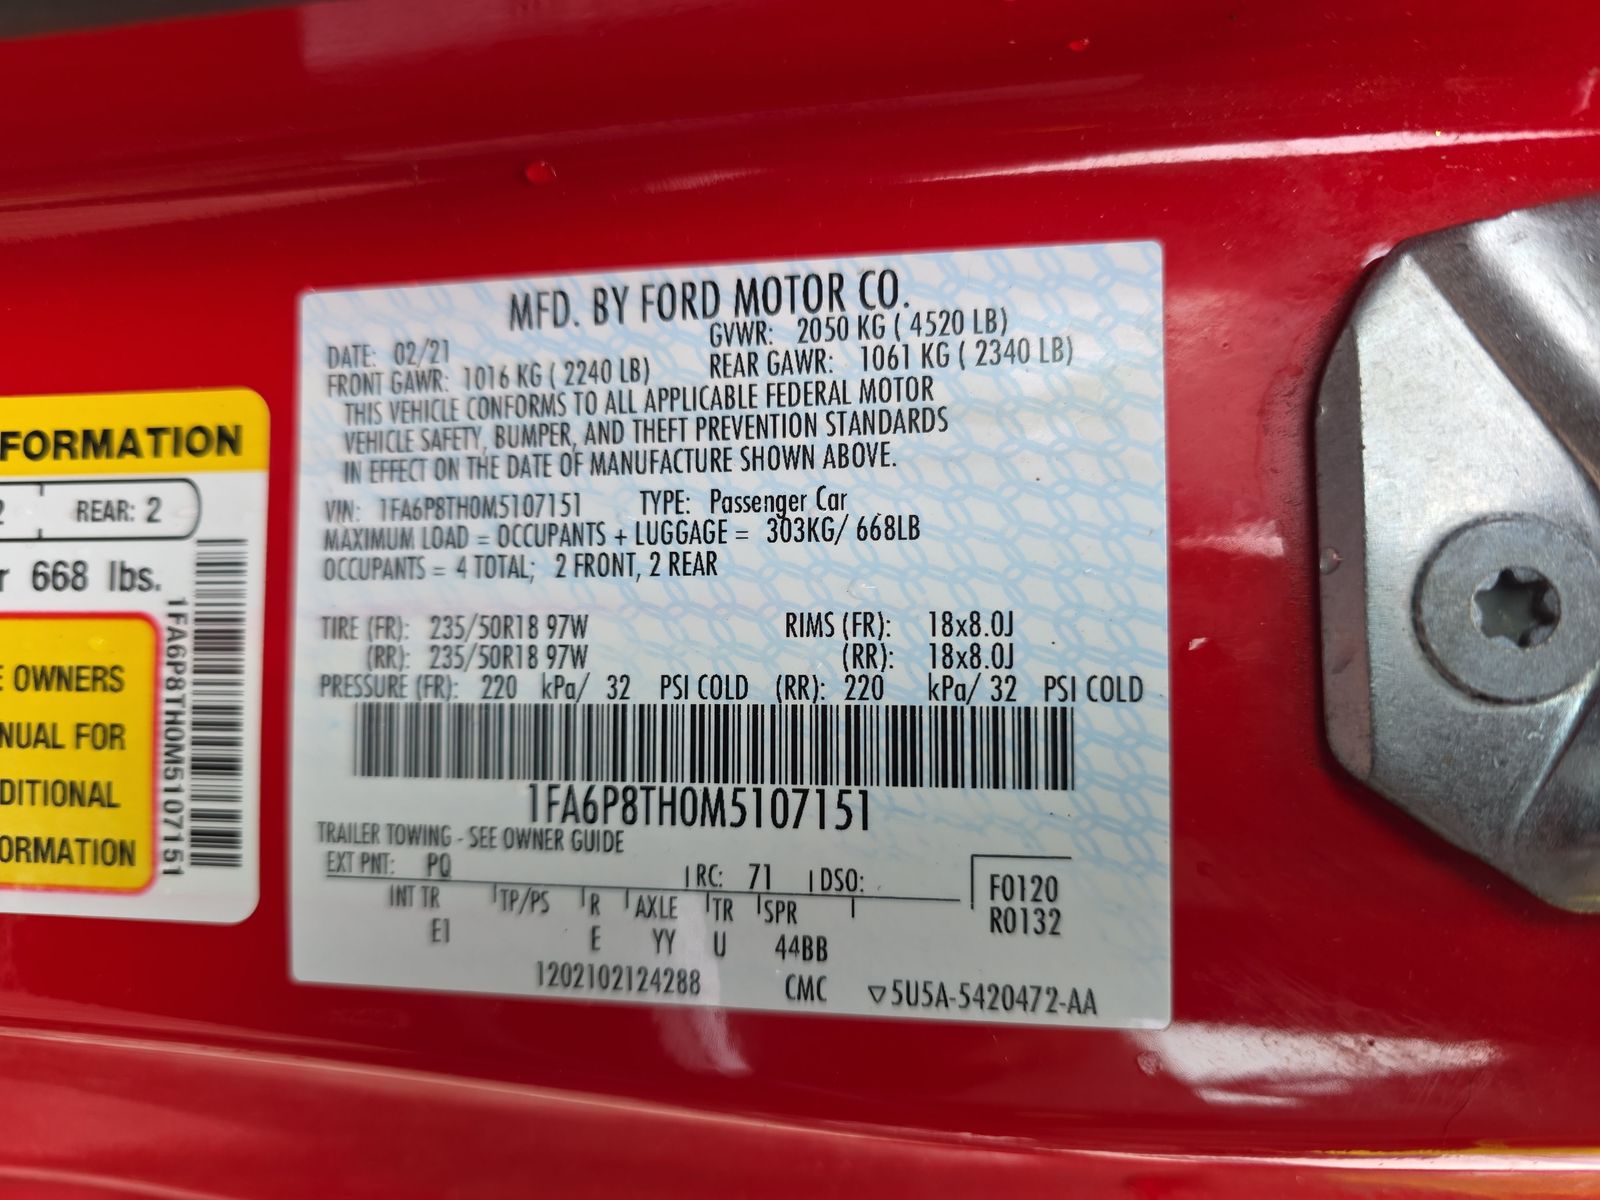 MFD. BY FORD MOTOR CO.
DATE: 02/21 GVWR: 2050 KG ( 4520 LB)
FRONT GAWR: 1016 KG ( 2240 LB) REAR GAWR: 1061 KG ( 2340 LB)
THIS VEHICLE CONFORMS TO ALL APPLICABLE FEDERAL MOTOR
VEHICLE SAFETY, BUMPER, AND THEFT PREVENTION STANDARDS
IN EFFECT ON THE DATE OF MANUFACTURE SHOWN ABOVE.
VIN: 1FA6P8TH0M5107151 TYPE: Passenger Car
MAXIMUM LOAD = OCCUPANTS + LUGGAGE = 303KG/ 668LB
OCCUPANTS = 4 TOTAL; 2 FRONT, 2 REAR
TIRE (FR): 235/50R18 97W RIMS (FR): 18x8.0J
(RR): 235/50R18 97W (RR): 18x8.0J
PRESSURE (FR): 220 kPa/ 32 PSI COLD (RR): 220 kPa/ 32 PSI COLD
1FA6P8TH0M5107151
TRAILER TOWING - SEE OWNER GUIDE
EXT PNT: PQ RC: 71 DSO:
INT TR TP/PS R AXLE TR SPR
E1 E YY U 44BB
F0120
R0132
1202102124288 CMC ▽5U5A-5420472-AA
FORMATION
2 REAR: 2
r 668 lbs.
E OWNERS
NUAL FOR
DITIONAL
ORMATION
1FA6P8TH0M5107151